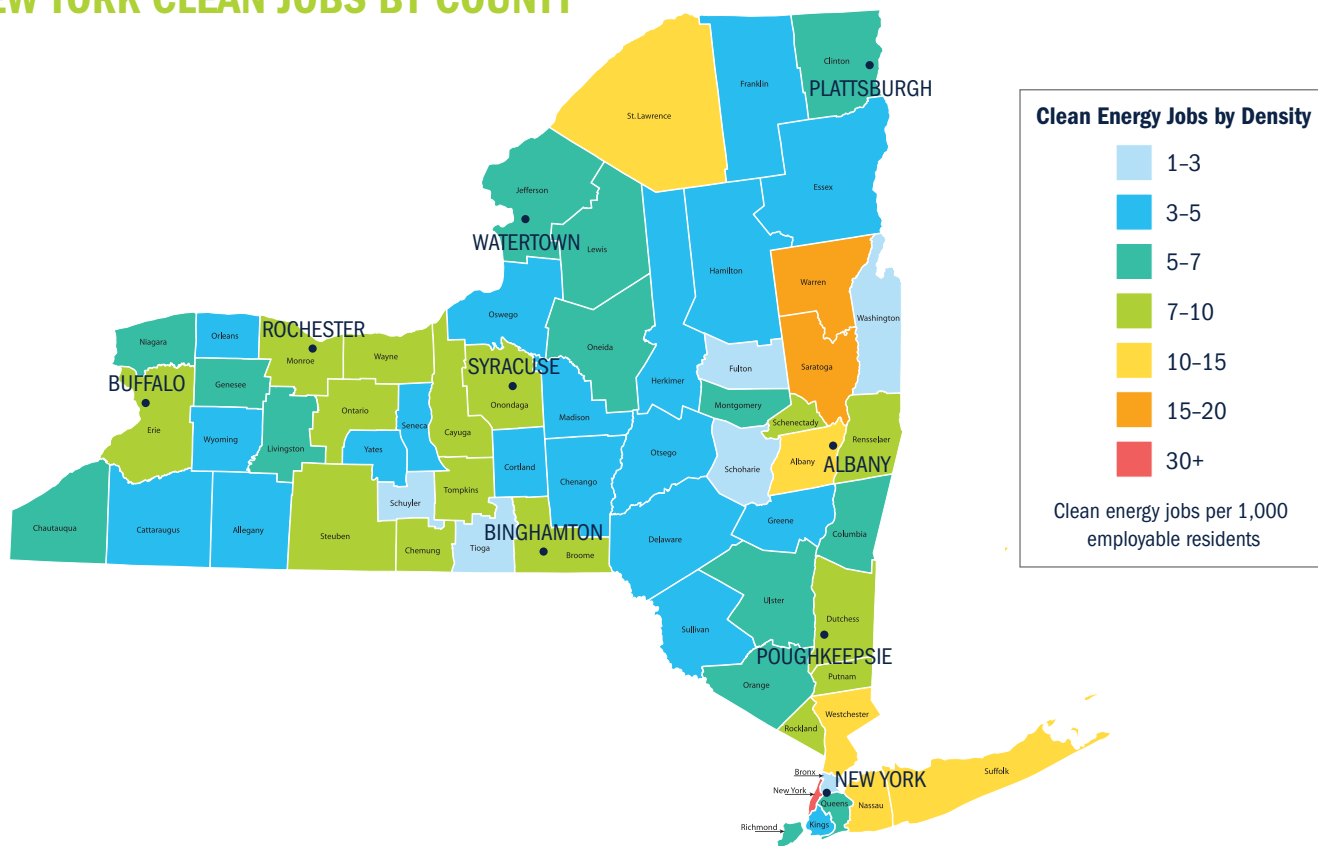 NEW YORK CLEAN JOBS BY COUNTY
Clinton
PLATTSBURGH
Franklin
St. Lawrence
Essex
Jefferson
WATERTOWN
Lewis
Hamilton
Warren
Washington
Oswego
Oneida
Herkimer
Fulton
Saratoga
Niagara
Orleans
ROCHESTER
Monroe
Wayne
SYRACUSE
Onondaga
BUFFALO
Genesee
Erie
Wyoming
Livingston
Ontario
Seneca
Yates
Cayuga
Madison
Montgomery
Schenectady
Rensselaer
Otsego
Schoharie
Albany
ALBANY
Cortland
Chenango
Tompkins
Schuyler
Chautauqua
Cattaraugus
Allegany
Steuben
Chemung
Tioga
BINGHAMTON
Broome
Delaware
Greene
Columbia
Ulster
Dutchess
Sullivan
POUGHKEEPSIE
Putnam
Orange
Westchester
Rockland
Bronx
NEW YORK
New York
Queens
Nassau
Suffolk
Richmond
Kings
Clean Energy Jobs by Density
1–3
3–5
5–7
7–10
10–15
15–20
30+
Clean energy jobs per 1,000
employable residents